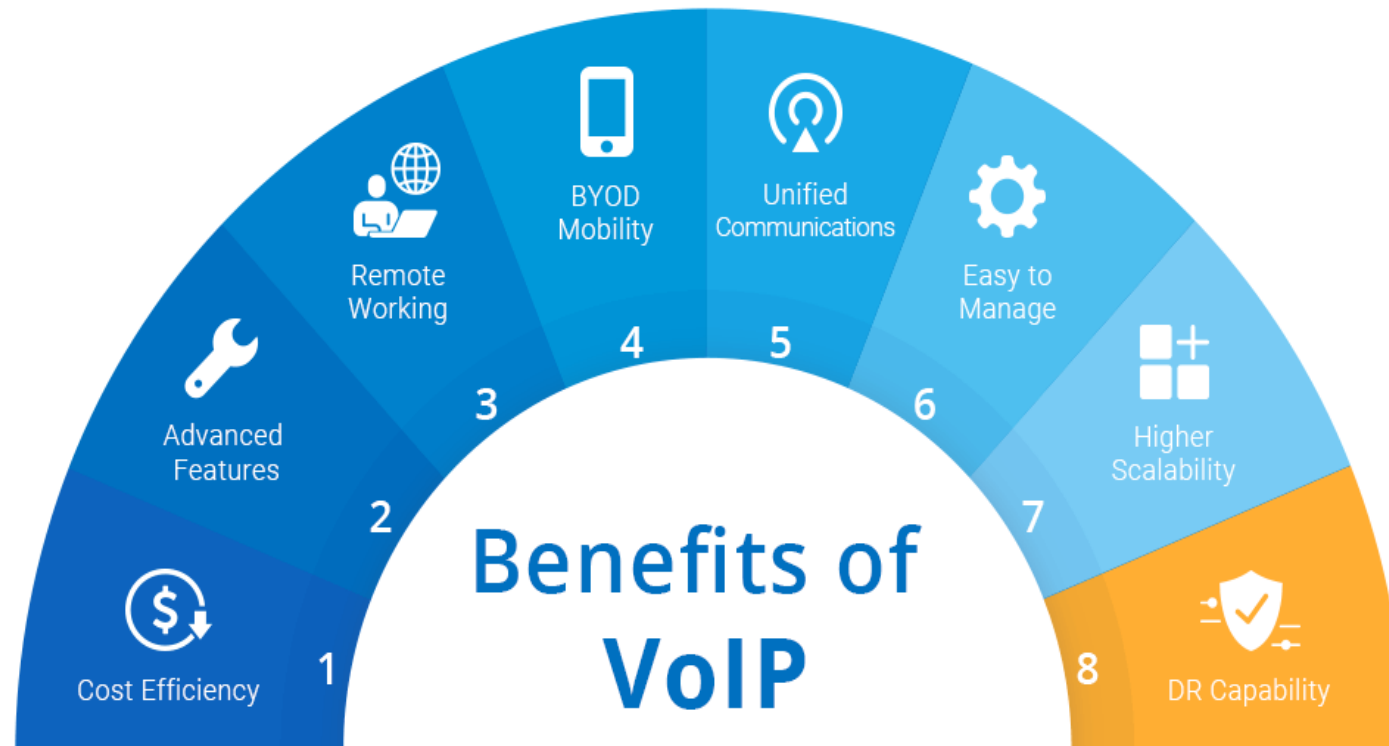 Benefits of
VoIP
1
Cost Efficiency
2
Advanced
Features
3
Remote
Working
4
BYOD
Mobility
5
Unified
Communications
6
Easy to
Manage
7
Higher
Scalability
8
DR Capability